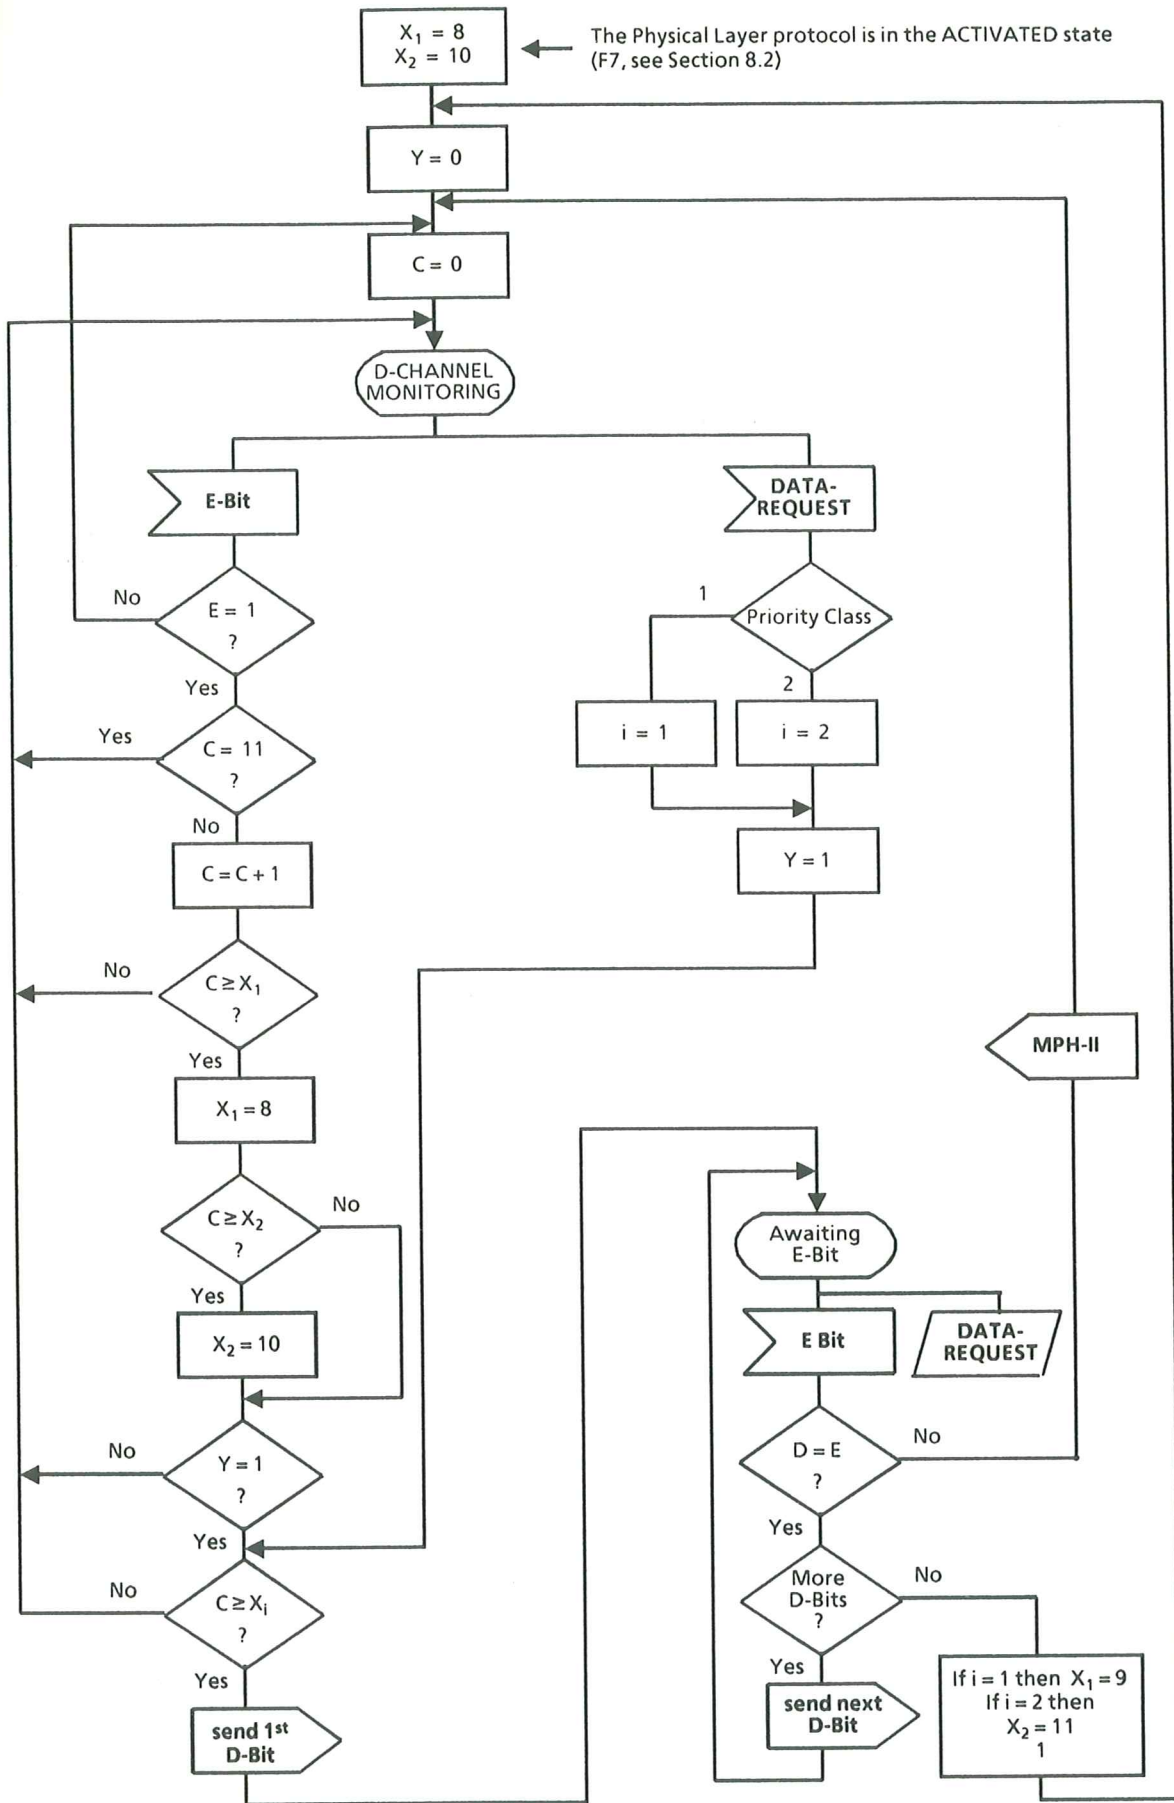 X1 = 8
X2 = 10
The Physical Layer protocol is in the ACTIVATED state
(F7, see Section 8.2)
Y = 0
C = 0
D-CHANNEL
MONITORING
E-Bit
No
E = 1
?
Yes
Yes
C = 11
?
No
C = C + 1
No
C ≥ X1
?
Yes
X1 = 8
C ≥ X2
?
No
Yes
X2 = 10
No
Y = 1
?
Yes
No
C ≥ Xi
?
Yes
send 1st
D-Bit
DATA-
REQUEST
1
Priority Class
2
i = 1
i = 2
Y = 1
MPH-II
Awaiting
E-Bit
E Bit
DATA-
REQUEST
D = E
?
No
Yes
More
D-Bits
?
No
Yes
send next
D-Bit
If i = 1 then X1 = 9
If i = 2 then
X2 = 11
1